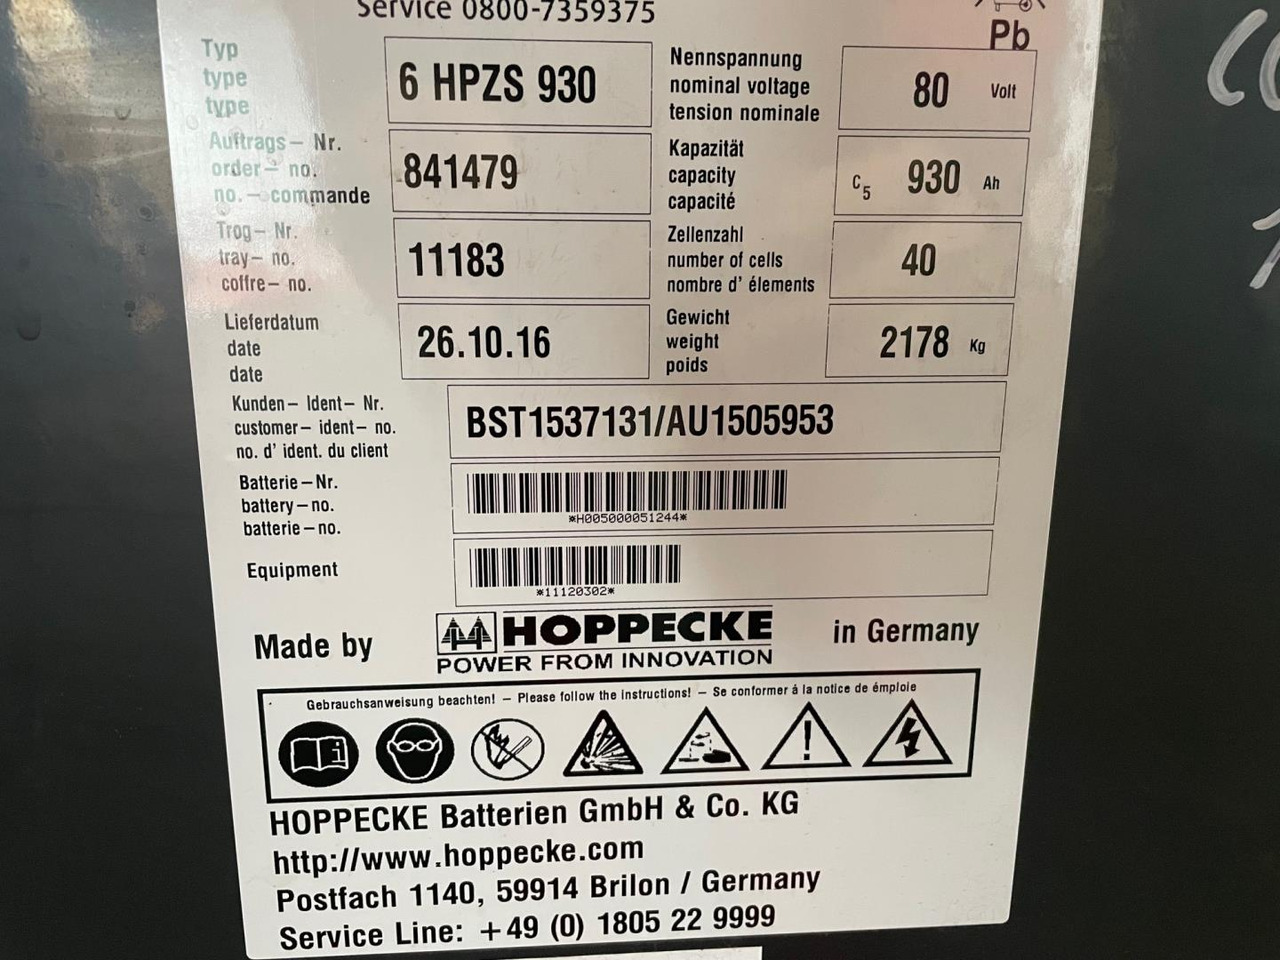 Service 0800-7359375
Pb
Typ
type
type
6 HPZS 930
Nennspannung
nominal voltage
tension nominale
80 Volt
Auftrags- Nr.
order- no.
no.- commande
841479
Kapazität
capacity
capacité
C5 930 Ah
Trog- Nr.
tray- no.
coffre- no.
11183
Zellenzahl
number of cells
nombre d' élements
40
Lieferdatum
date
date
26.10.16
Gewicht
weight
poids
2178 Kg
Kunden- Ident- Nr.
customer- ident- no.
no. d' ident. du client
BST1537131/AU1505953
Batterie-Nr.
battery-no.
batterie-no.
*H005000051244*
Equipment
*11120302*
Made by
HOPPECKE
POWER FROM INNOVATION
in Germany
Gebrauchsanweisung beachten! - Please follow the instructions! - Se conformer à la notice de émploie
HOPPECKE Batterien GmbH & Co. KG
http://www.hoppecke.com
Postfach 1140, 59914 Brilon / Germany
Service Line: +49 (0) 1805 22 9999